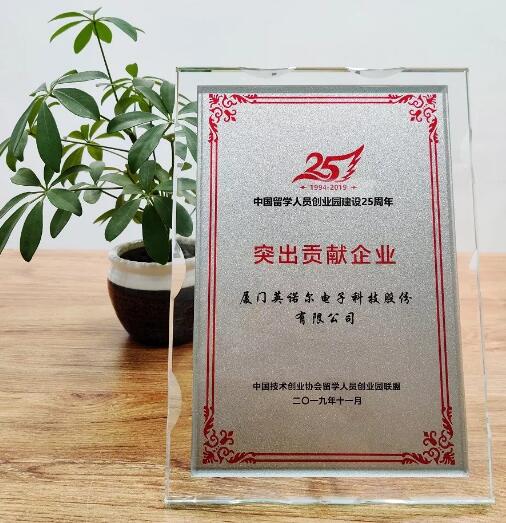 25
1994-2019
中国留学人员创业园建设25周年
突出贡献企业
厦门英诺尔电子科技股份
有限公司
中国技术创业协会留学人员创业园联盟
二〇一九年十一月